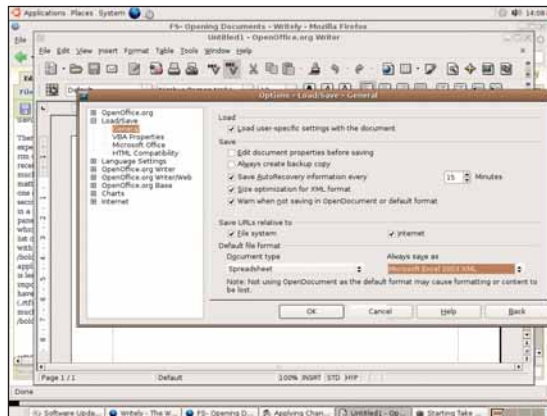 Applications Places System 14:08
FS- Opening Documents - Writely - Mozilla Firefox
Untitled1 - OpenOffice.org Writer
File Edit View Insert Format Table Tools Window Help
Options - Load/Save - General
OpenOffice.org
Load/Save
General
VBA Properties
Microsoft Office
HTML Compatibility
Language Settings
OpenOffice.org Writer
OpenOffice.org Writer/Web
OpenOffice.org Base
Charts
Internet
Load
Load user-specific settings with the document
Save
Edit document properties before saving
Always create backup copy
Save AutoRecovery information every 15 Minutes
Size optimization for XML format
Warn when not saving in OpenDocument or default format
Save URLs relative to
File system Internet
Default file format
Document type Always save as
Spreadsheet Microsoft Excel 2003 XML
Note: Not using OpenDocument as the default format may cause formatting or content to
be lost.
OK Cancel Help Back
Page 1 / 1 Default 100% INSRT STD HYP
Done
Software Upda... Writely - The W... FS- Opening D... Applying Chan... Untitled1 - Op... Starting Take ...